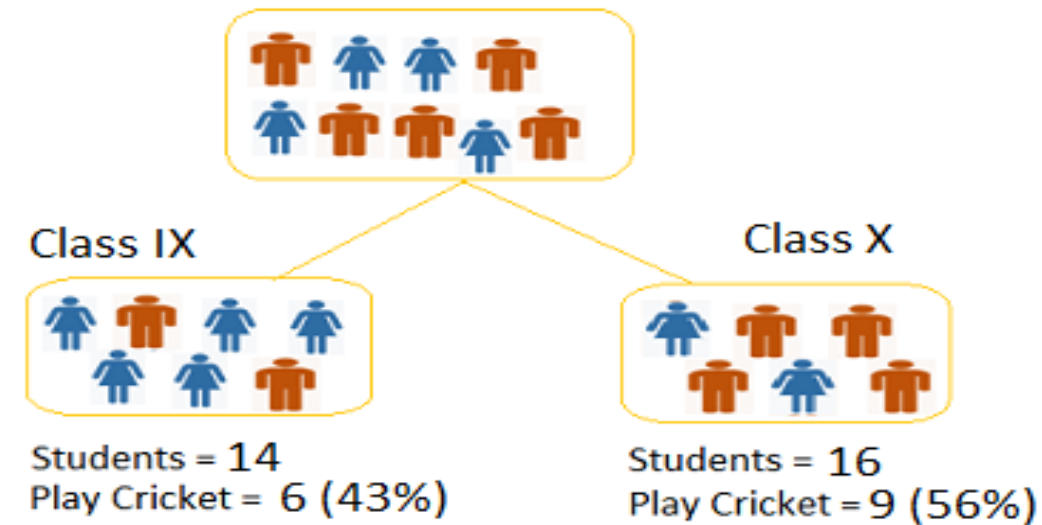 Class IX
Class X
Students = 14
Play Cricket = 6 (43%)
Students = 16
Play Cricket = 9 (56%)